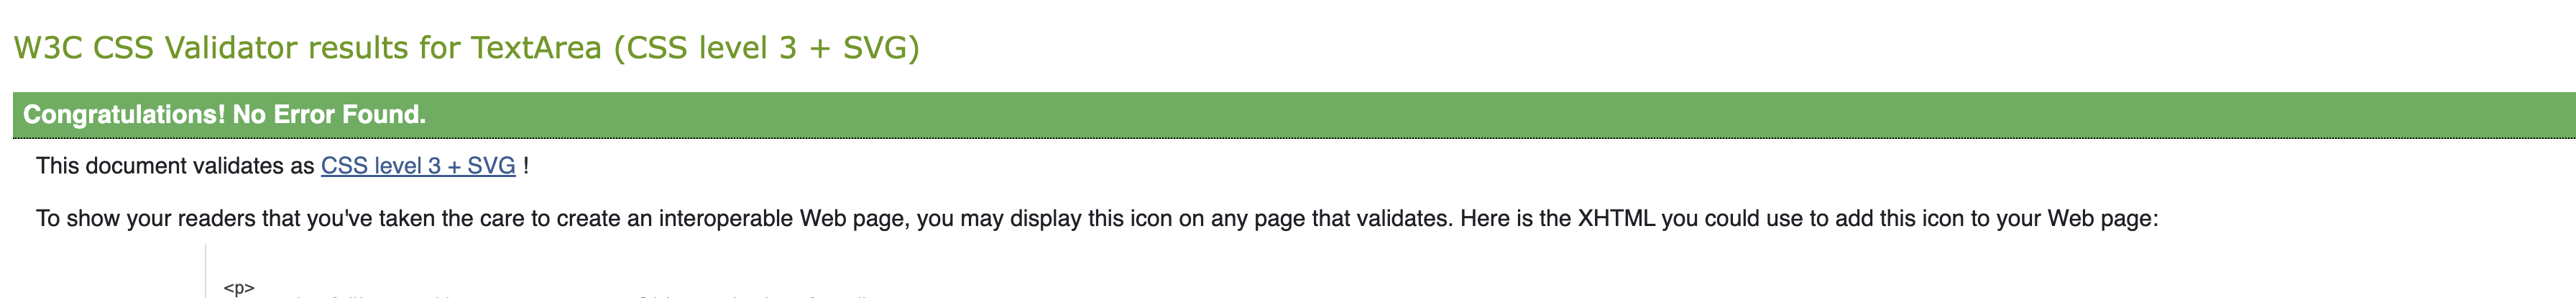 W3C CSS Validator results for TextArea (CSS level 3 + SVG)
Congratulations! No Error Found.
This document validates as CSS level 3 + SVG !
To show your readers that you've taken the care to create an interoperable Web page, you may display this icon on any page that validates. Here is the XHTML you could use to add this icon to your Web page:
<p>